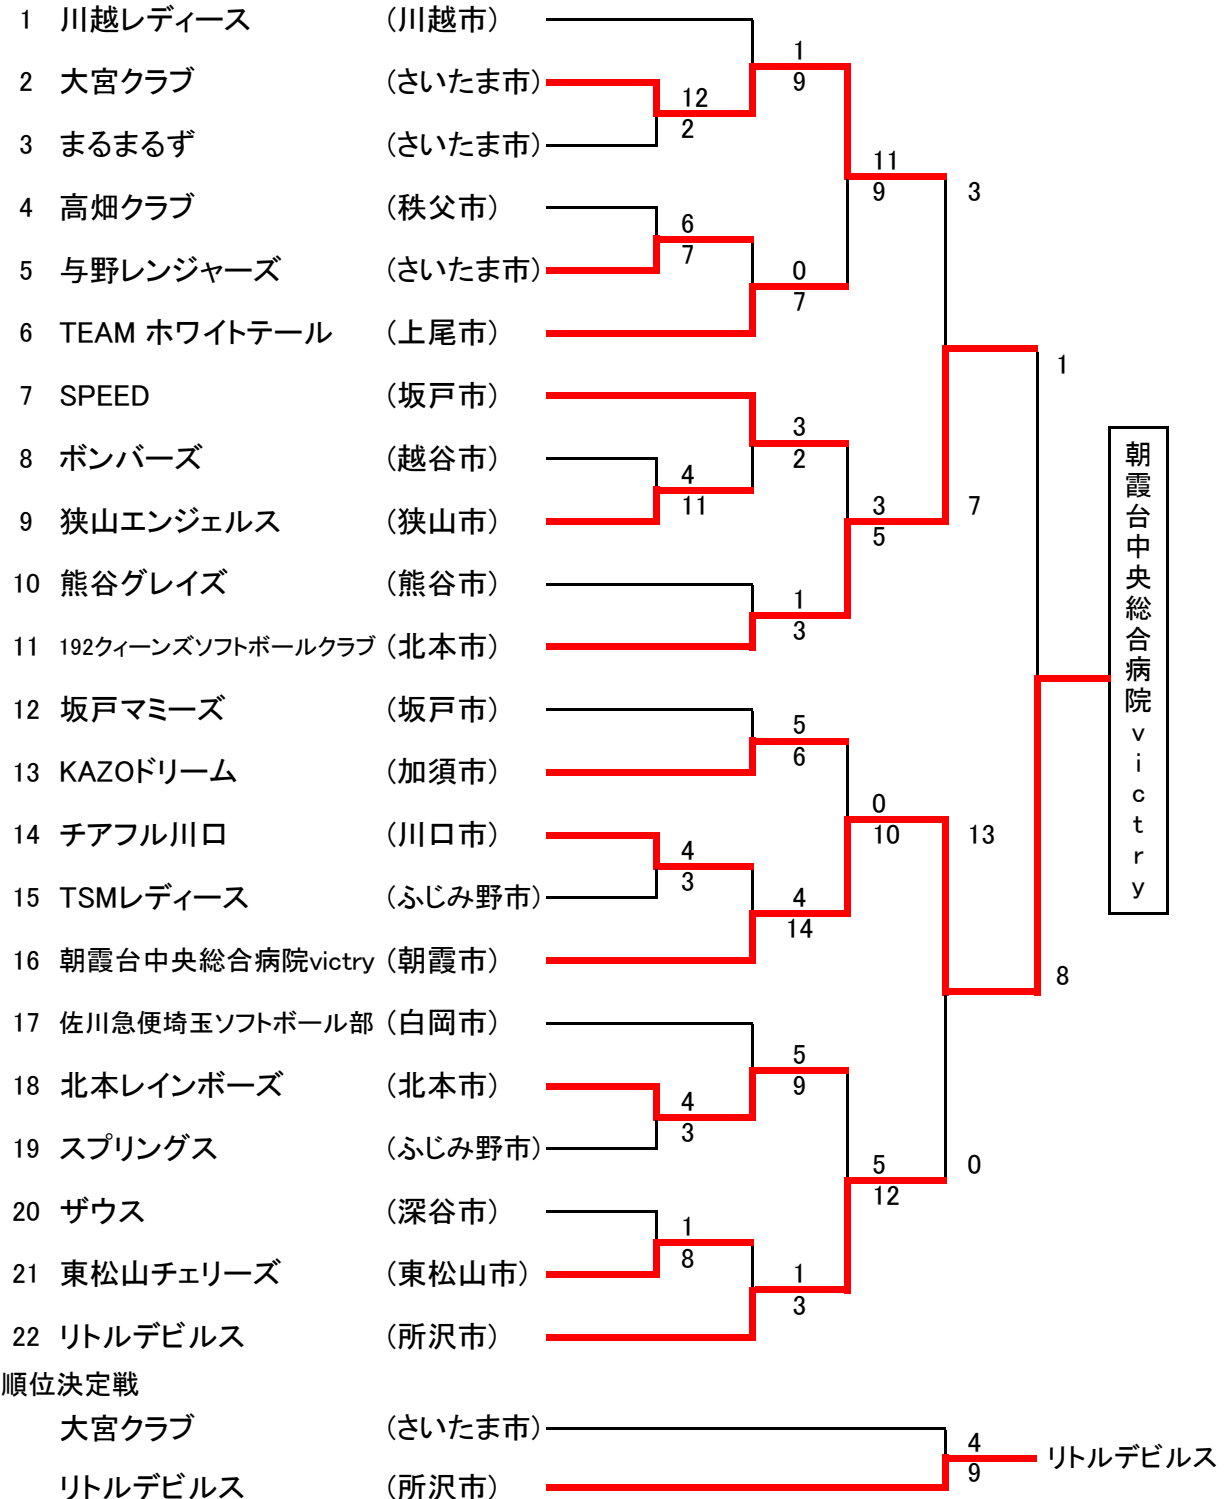 1 川越レディース (川越市)
1
2 大宮クラブ (さいたま市)
9
12
2
3 まるまるず (さいたま市)
11
9
3
4 高畑クラブ (秩父市)
6
7
5 与野レンジャーズ (さいたま市)
0
7
6 TEAM ホワイトテール (上尾市)
1
7 SPEED (坂戸市)
3
2
8 ボンバーズ (越谷市)
4
11
9 狭山エンジェルス (狭山市)
3
5
7
10 熊谷グレイズ (熊谷市)
1
3
11 192クィーンズソフトボールクラブ (北本市)
12 坂戸マミーズ (坂戸市)
5
6
13 KAZOドリーム (加須市)
0
10
13
14 チアフル川口 (川口市)
4
3
15 TSMレディース (ふじみ野市)
4
14
16 朝霞台中央総合病院victry (朝霞市)
8
17 佐川急便埼玉ソフトボール部 (白岡市)
5
9
18 北本レインボーズ (北本市)
4
3
19 スプリングス (ふじみ野市)
5
12
0
20 ザウス (深谷市)
1
8
21 東松山チェリーズ (東松山市)
1
3
22 リトルデビルス (所沢市)
朝霞台中央総合病院victry
順位決定戦
大宮クラブ (さいたま市)
4
9
リトルデビルス
リトルデビルス (所沢市)